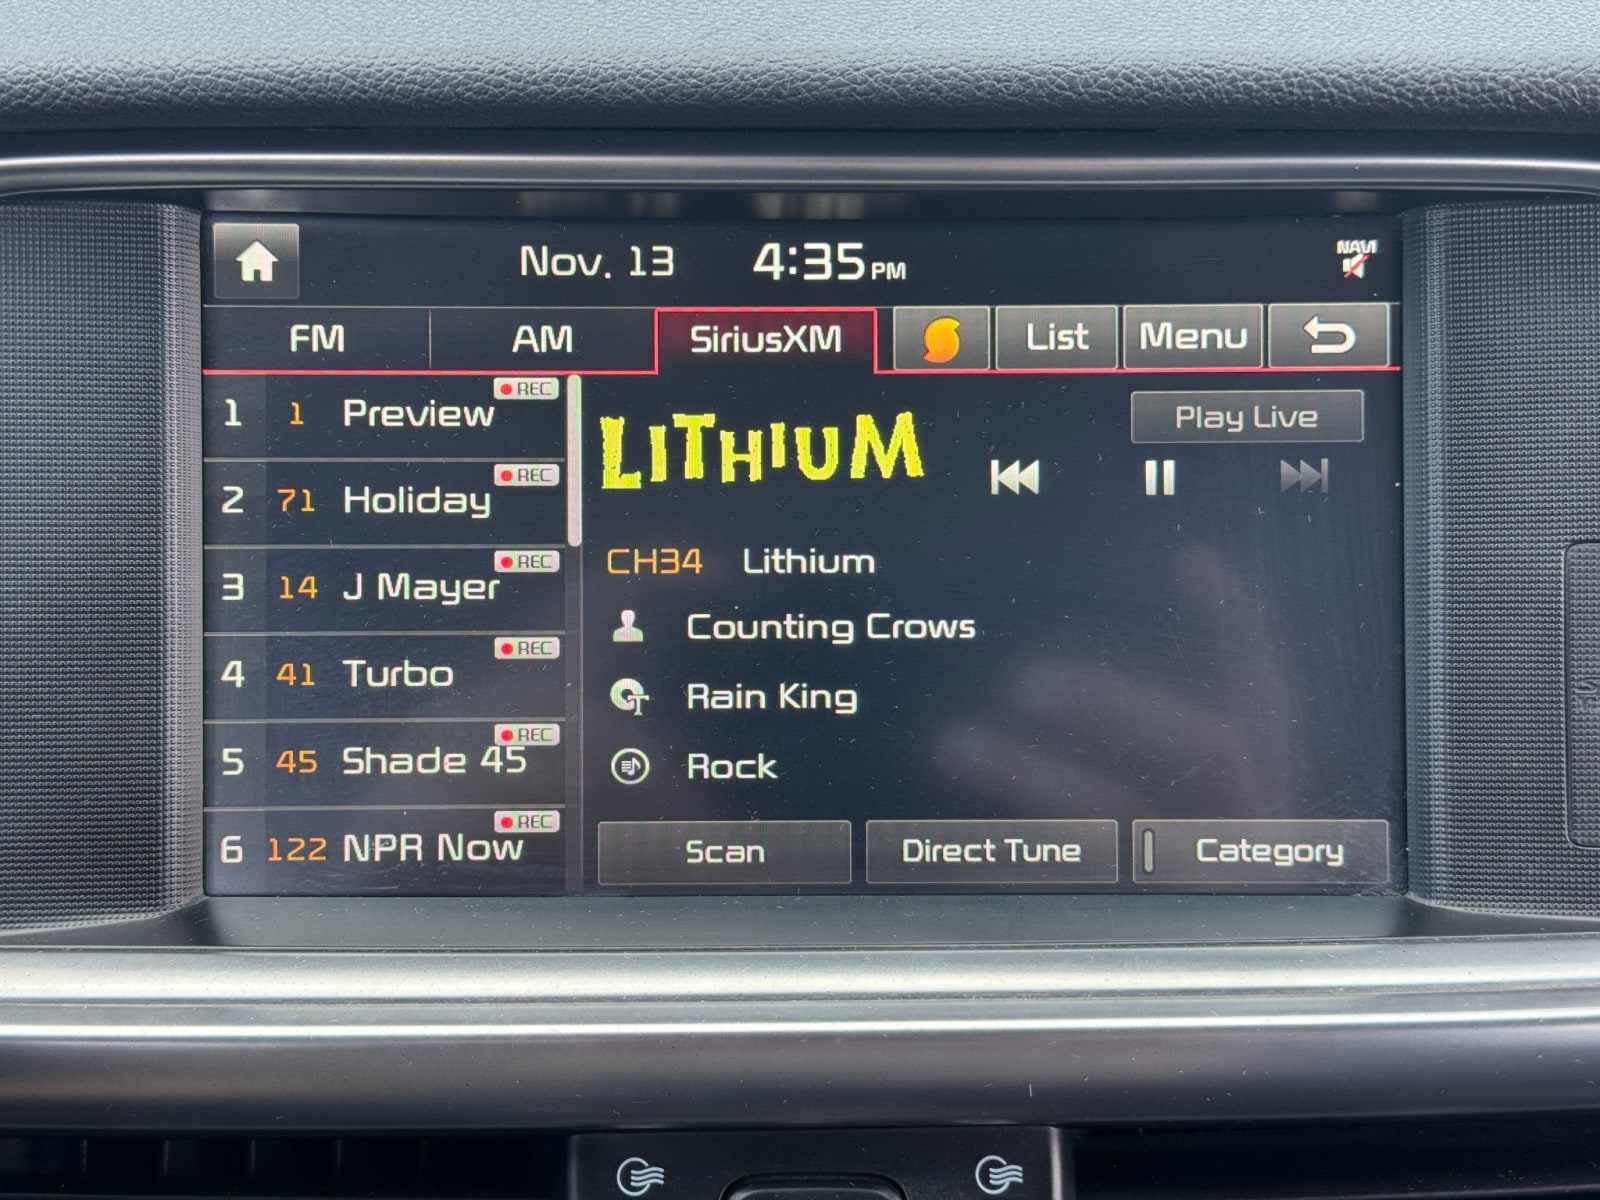 Nov. 13 4:35 PM NAVI
FM AM SiriusXM List Menu
1 1 Preview REC
2 71 Holiday REC
3 14 J Mayer REC
4 41 Turbo REC
5 45 Shade 45 REC
6 122 NPR Now REC
LITHIUM
Play Live
CH34 Lithium
Counting Crows
Rain King
Rock
Scan Direct Tune Category